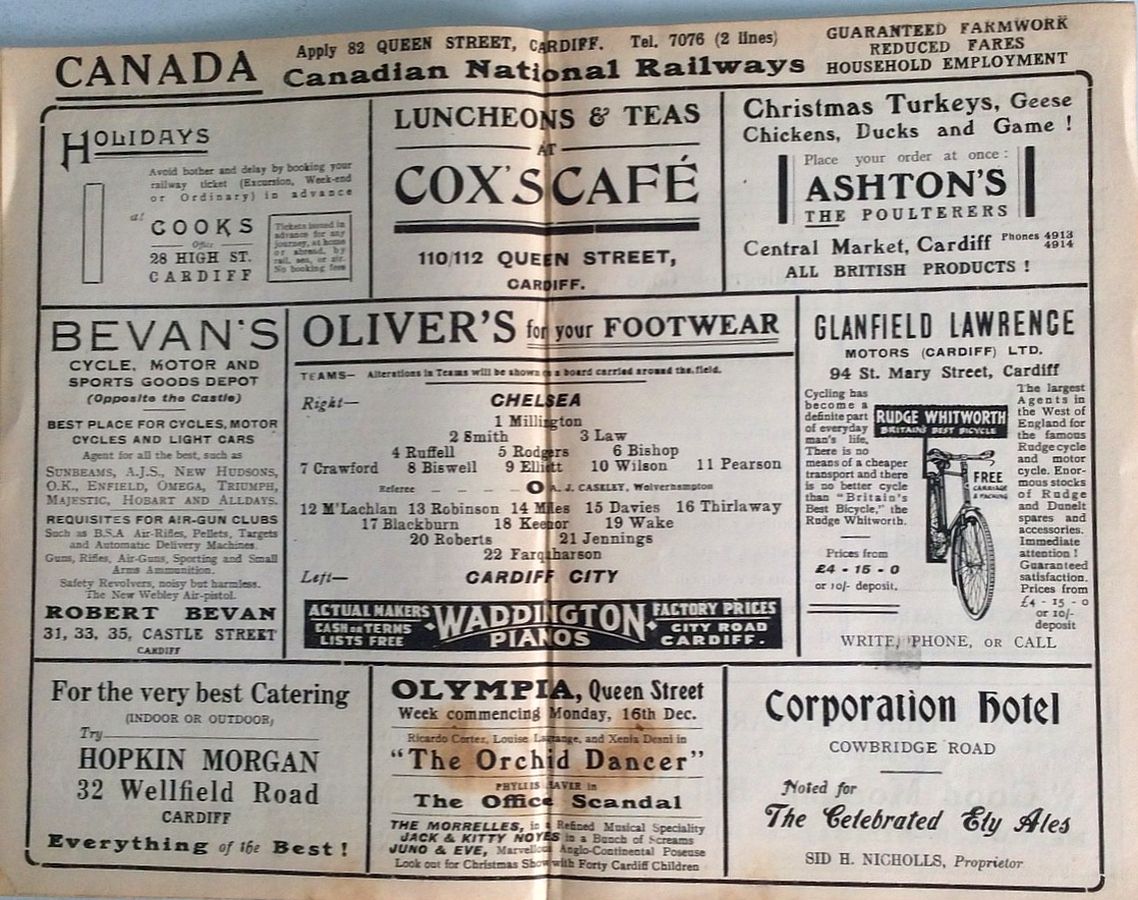 CANADA
Apply 82 QUEEN STREET, CARDIFF. Tel. 7076 (2 lines)
Canadian National Railways
GUARANTEED FARMWORK
REDUCED FARES
HOUSEHOLD EMPLOYMENT
HOLIDAYS
Avoid bother and delay by booking your
railway ticket (Excursion, Week-end
or Ordinary) in advance
at
COOKS
Office
28 HIGH ST.
CARDIFF
Tickets issued in
advance for any
journey, at home
or abroad, by
rail, sea, or air.
No booking fees
LUNCHEONS & TEAS
AT
COX'S CAFÉ
110/112 QUEEN STREET,
CARDIFF.
Christmas Turkeys, Geese
Chickens, Ducks and Game !
Place your order at once :
ASHTON'S
THE POULTERERS
Central Market, Cardiff Phones 4913
4914
ALL BRITISH PRODUCTS !
BEVAN'S
CYCLE, MOTOR AND
SPORTS GOODS DEPOT
(Opposite the Castle)
BEST PLACE FOR CYCLES, MOTOR
CYCLES AND LIGHT CARS
Agent for all the best, such as
SUNBEAMS, A.J.S., NEW HUDSONS,
O.K., ENFIELD, OMEGA, TRIUMPH,
MAJESTIC, HOBART AND ALLDAYS.
REQUISITES FOR AIR-GUN CLUBS
Such as B.S.A Air-Rifles, Pellets, Targets
and Automatic Delivery Machines.
Guns, Rifles, Air-Guns, Sporting and Small
Arms Ammunition.
Safety Revolvers, noisy but harmless.
The New Webley Air-pistol.
ROBERT BEVAN
31, 33, 35, CASTLE STREET
CARDIFF
OLIVER'S for your FOOTWEAR
TEAMS— Alterations in Teams will be shown on a board carried around the field.
Right— CHELSEA
1 Millington
2 Smith 3 Law
4 Ruffell 5 Rodgers 6 Bishop
7 Crawford 8 Biswell 9 Elliott 10 Wilson 11 Pearson
Referee — — — — O A. J. CASELEY, Wolverhampton
12 M'Lachlan 13 Robinson 14 Miles 15 Davies 16 Thirlaway
17 Blackburn 18 Keenor 19 Wake
20 Roberts 21 Jennings
22 Farquharson
Left— CARDIFF CITY
ACTUAL MAKERS
CASH OR TERMS
LISTS FREE
WADDINGTON
PIANOS
FACTORY PRICES
CITY ROAD
CARDIFF.
GLANFIELD LAWRENCE
MOTORS (CARDIFF) LTD.
94 St. Mary Street, Cardiff
Cycling has
become a
definite part
of everyday
man's life.
There is no
means of a cheaper
transport and there
is no better cycle
than "Britain's
Best Bicycle," the
Rudge Whitworth.
Prices from
£4 - 15 - 0
or 10/- deposit.
RUDGE WHITWORTH
BRITAIN'S BEST BICYCLE
FREE
CARRIAGE
& PACKING
The largest
Agents in
the West of
England for
the famous
Rudge cycle
and motor
cycle. Enor-
mous stocks
of Rudge
and Dunelt
spares and
accessories.
Immediate
attention !
Guaranteed
satisfaction.
Prices from
£4 - 15 - 0
or 10/-
deposit
WRITE, 'PHONE, OR CALL
For the very best Catering
(INDOOR OR OUTDOOR)
Try
HOPKIN MORGAN
32 Wellfield Road
CARDIFF
Everything of the Best !
OLYMPIA, Queen Street
Week commencing Monday, 16th Dec.
Ricardo Cortez, Louise Lagrange, and Xenia Desni in
"The Orchid Dancer"
PHYLLIS HAVER in
The Office Scandal
THE MORRELLES, in a Refined Musical Speciality
JACK & KITTY NOYES in a Bunch of Screams
JUNO & EVE, Marvellous Anglo-Continental Poseuse
Look out for Christmas Show with Forty Cardiff Children
Corporation Hotel
COWBRIDGE ROAD
Noted for
The Celebrated Ely Ales
SID H. NICHOLLS, Proprietor